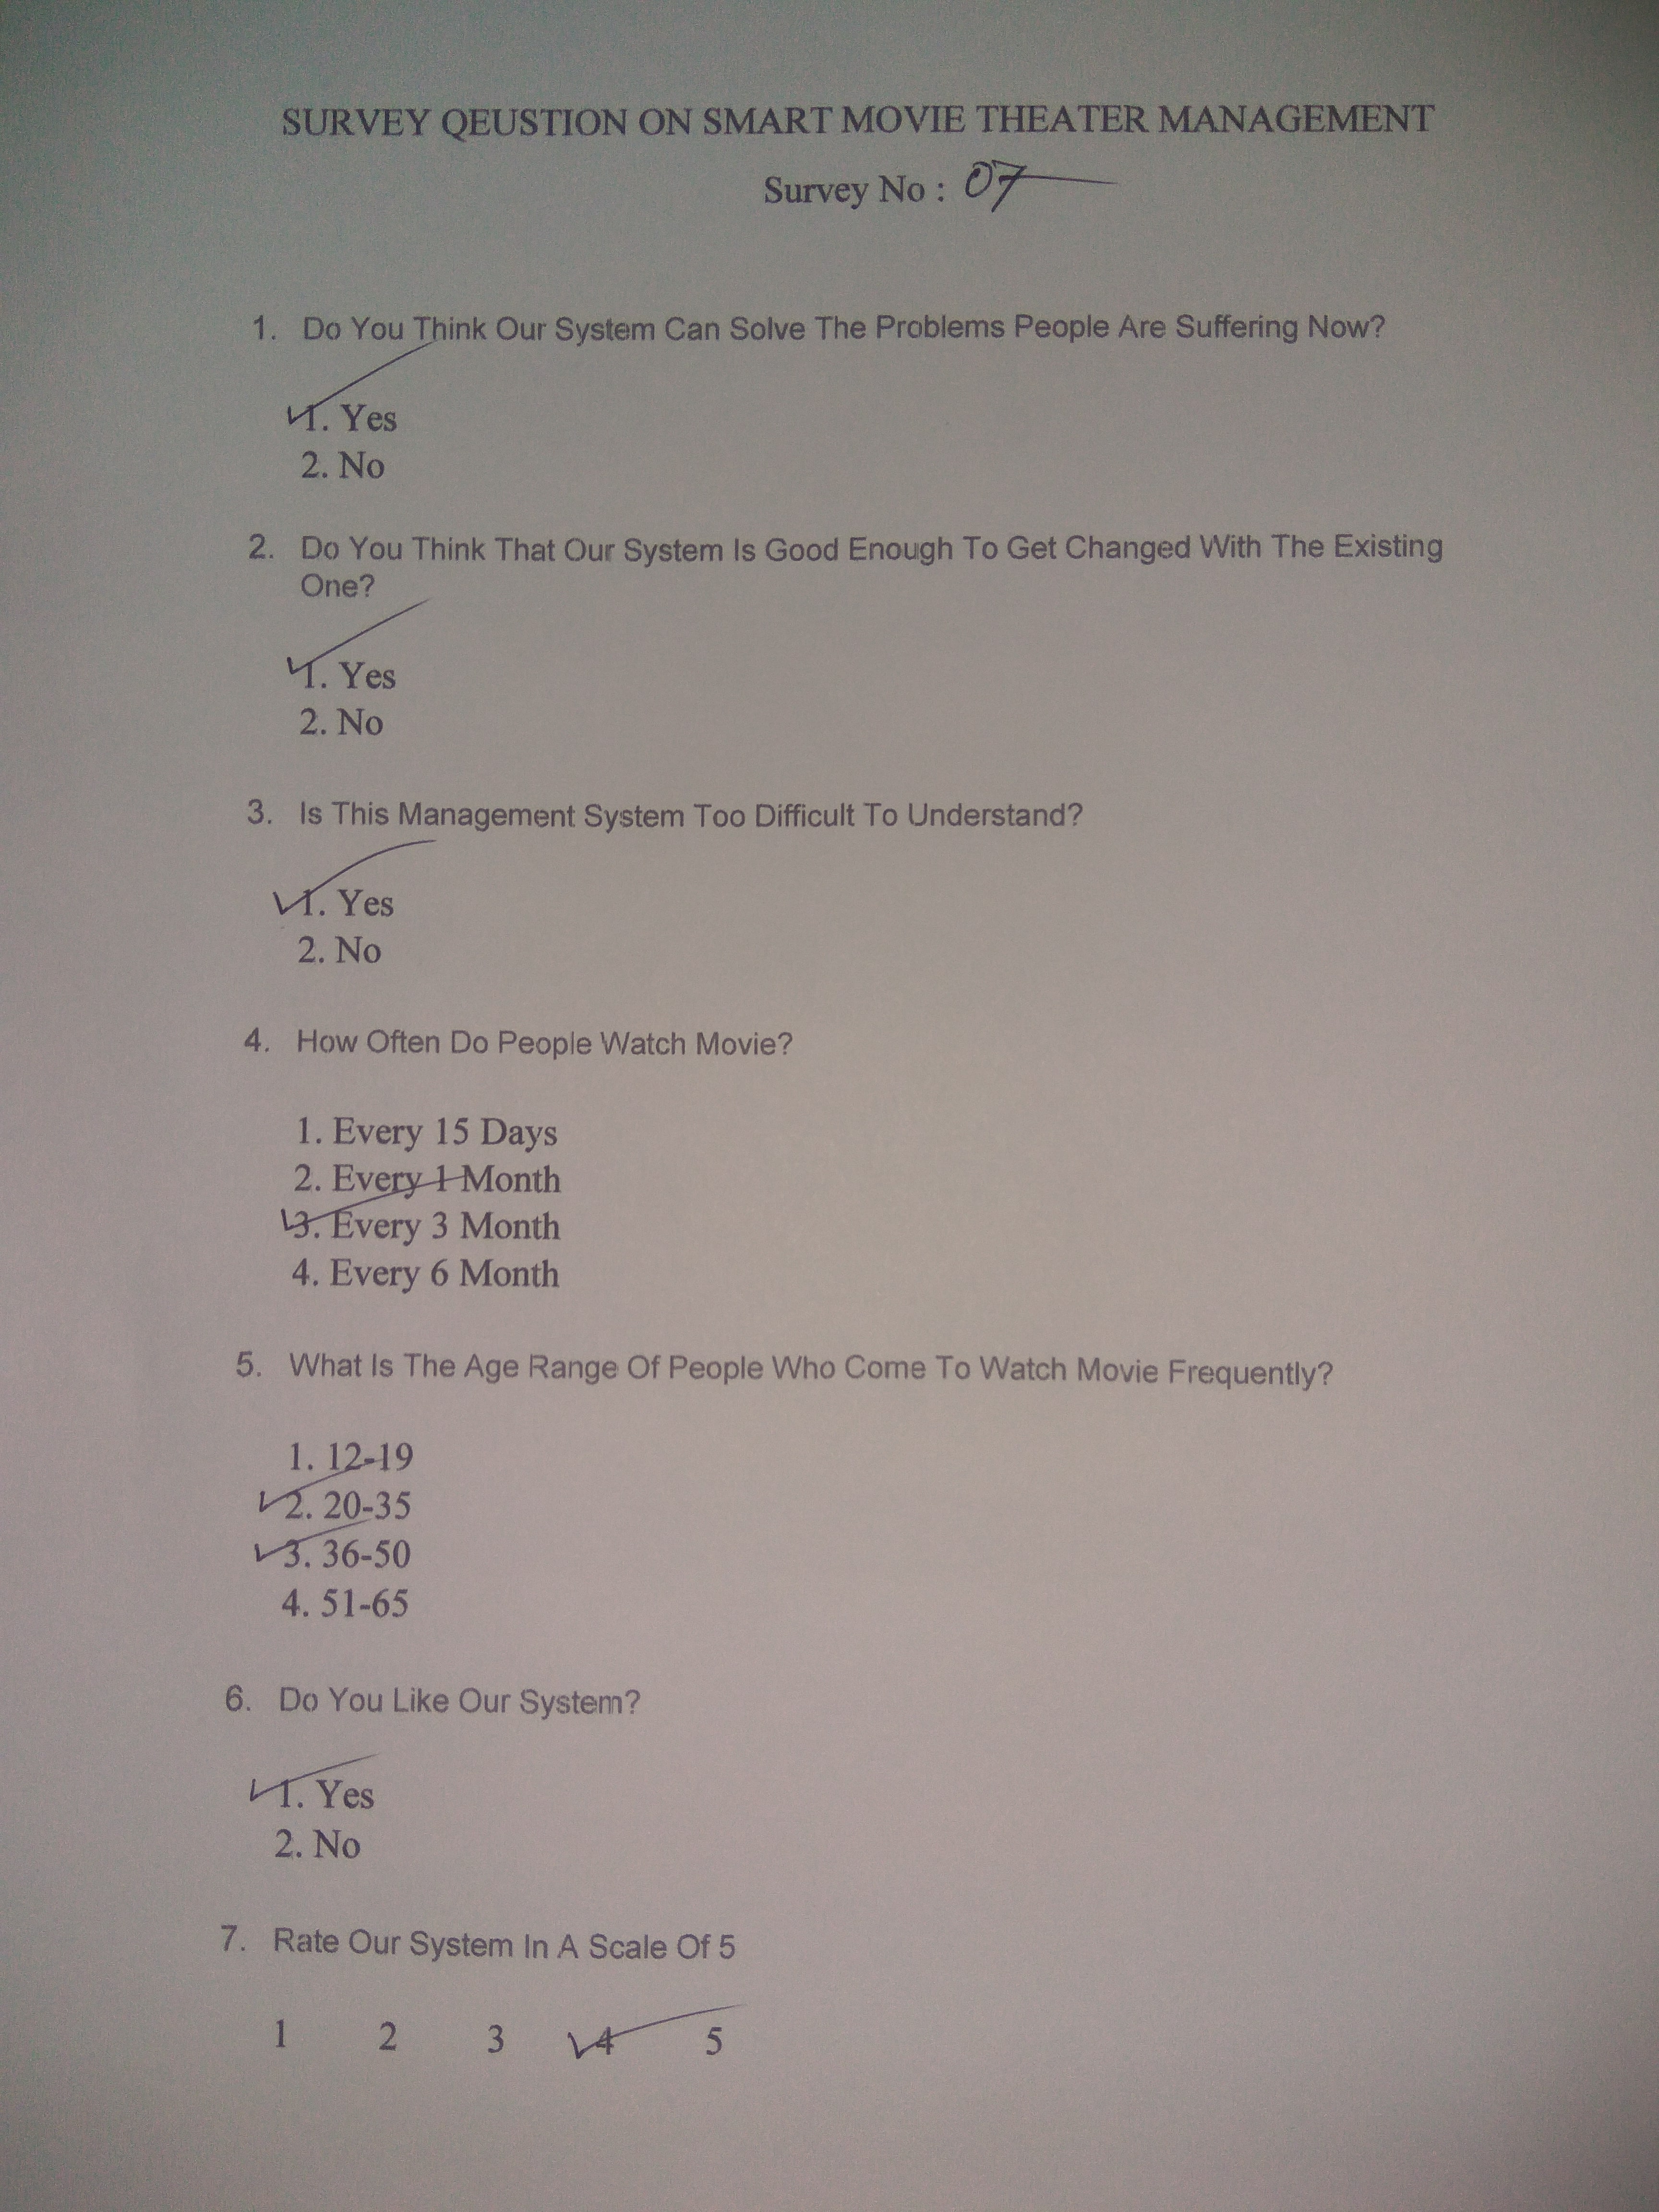 SURVEY QEUSTION ON SMART MOVIE THEATER MANAGEMENT
Survey No : 07
1. Do You Think Our System Can Solve The Problems People Are Suffering Now?
1. Yes
2. No
2. Do You Think That Our System Is Good Enough To Get Changed With The Existing
One?
1. Yes
2. No
3. Is This Management System Too Difficult To Understand?
1. Yes
2. No
4. How Often Do People Watch Movie?
1. Every 15 Days
2. Every 1 Month
3. Every 3 Month
4. Every 6 Month
5. What Is The Age Range Of People Who Come To Watch Movie Frequently?
1. 12-19
2. 20-35
3. 36-50
4. 51-65
6. Do You Like Our System?
1. Yes
2. No
7. Rate Our System In A Scale Of 5
1 2 3 4 5